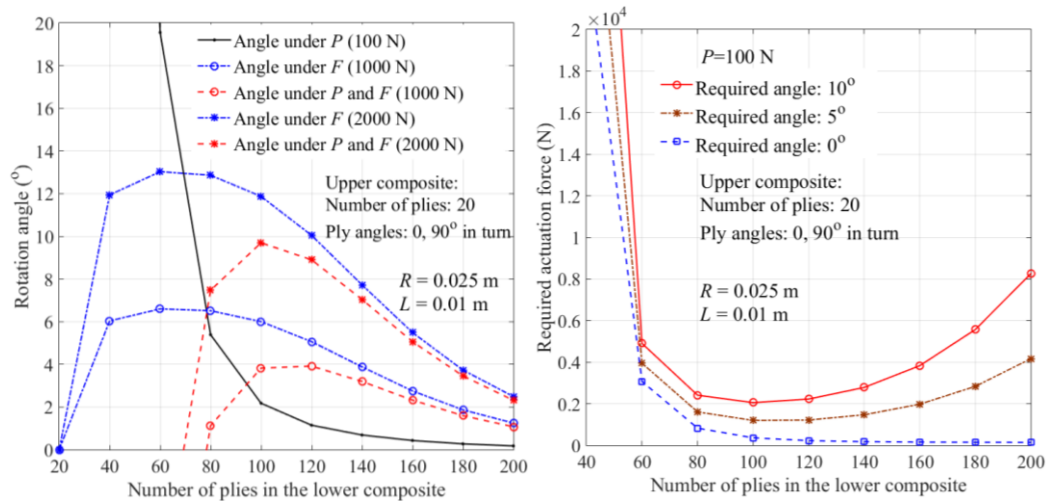 20
18
16
14
12
10
8
6
4
2
0
Rotation angle (°)
Angle under P (100 N)
Angle under F (1000 N)
Angle under P and F (1000 N)
Angle under F (2000 N)
Angle under P and F (2000 N)
Upper composite:
Number of plies: 20
Ply angles: 0, 90° in turn
R = 0.025 m
L = 0.01 m
20 40 60 80 100 120 140 160 180 200
Number of plies in the lower composite
×10⁴
2
1.8
1.6
1.4
1.2
1
0.8
0.6
0.4
0.2
0
Required actuation force (N)
P=100 N
Required angle: 10°
Required angle: 5°
Required angle: 0°
Upper composite:
Number of plies: 20
Ply angles: 0, 90° in turn
R = 0.025 m
L = 0.01 m
40 60 80 100 120 140 160 180 200
Number of plies in the lower composite